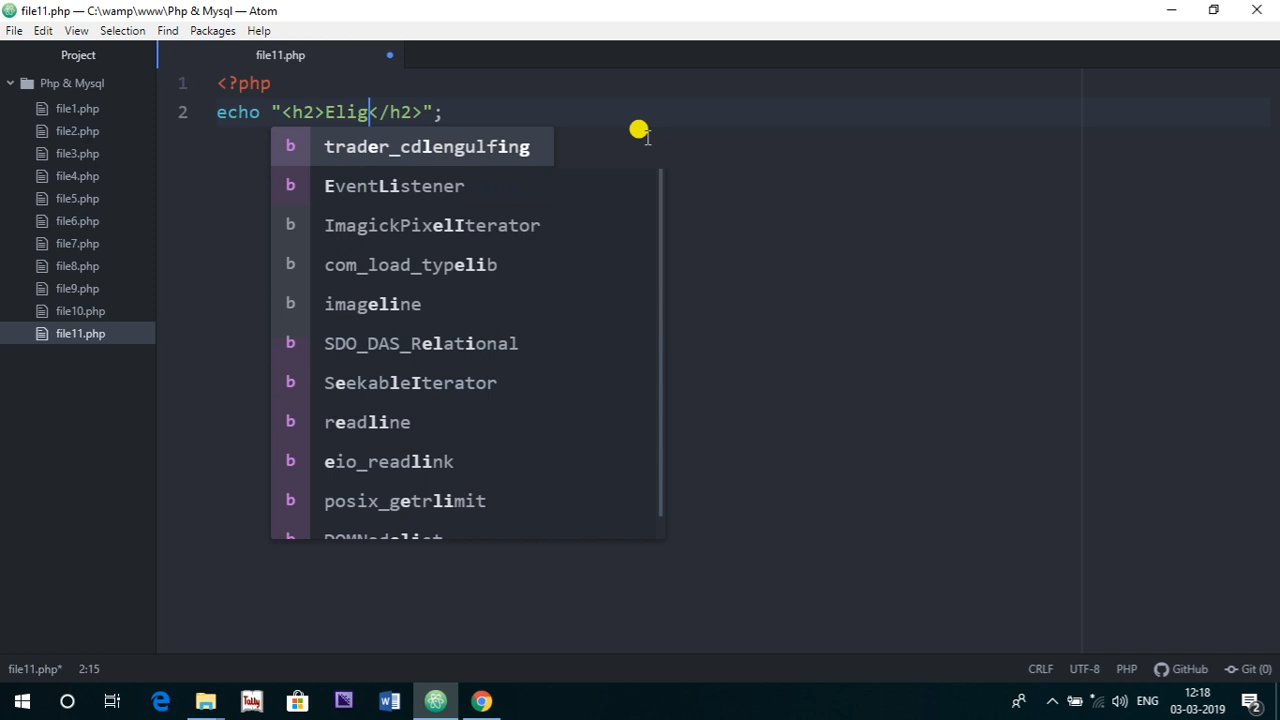 file11.php — C:\wamp\www\Php & Mysql — Atom
File Edit View Selection Find Packages Help
Project
file11.php
Php & Mysql
file1.php
file2.php
file3.php
file4.php
file5.php
file6.php
file7.php
file8.php
file9.php
file10.php
file11.php
1 <?php
2 echo "<h2>Elig</h2>";
b trader_cdlengulfing
b EventListener
b ImagickPixelIterator
b com_load_typelib
b imageline
b SDO_DAS_Relational
b SeekableIterator
b readline
b eio_readlink
b posix_getrlimit
b DOMNodelist
file11.php* 2:15
CRLF UTF-8 PHP GitHub Git (0)
Tally
ENG
12:18
03-03-2019
2